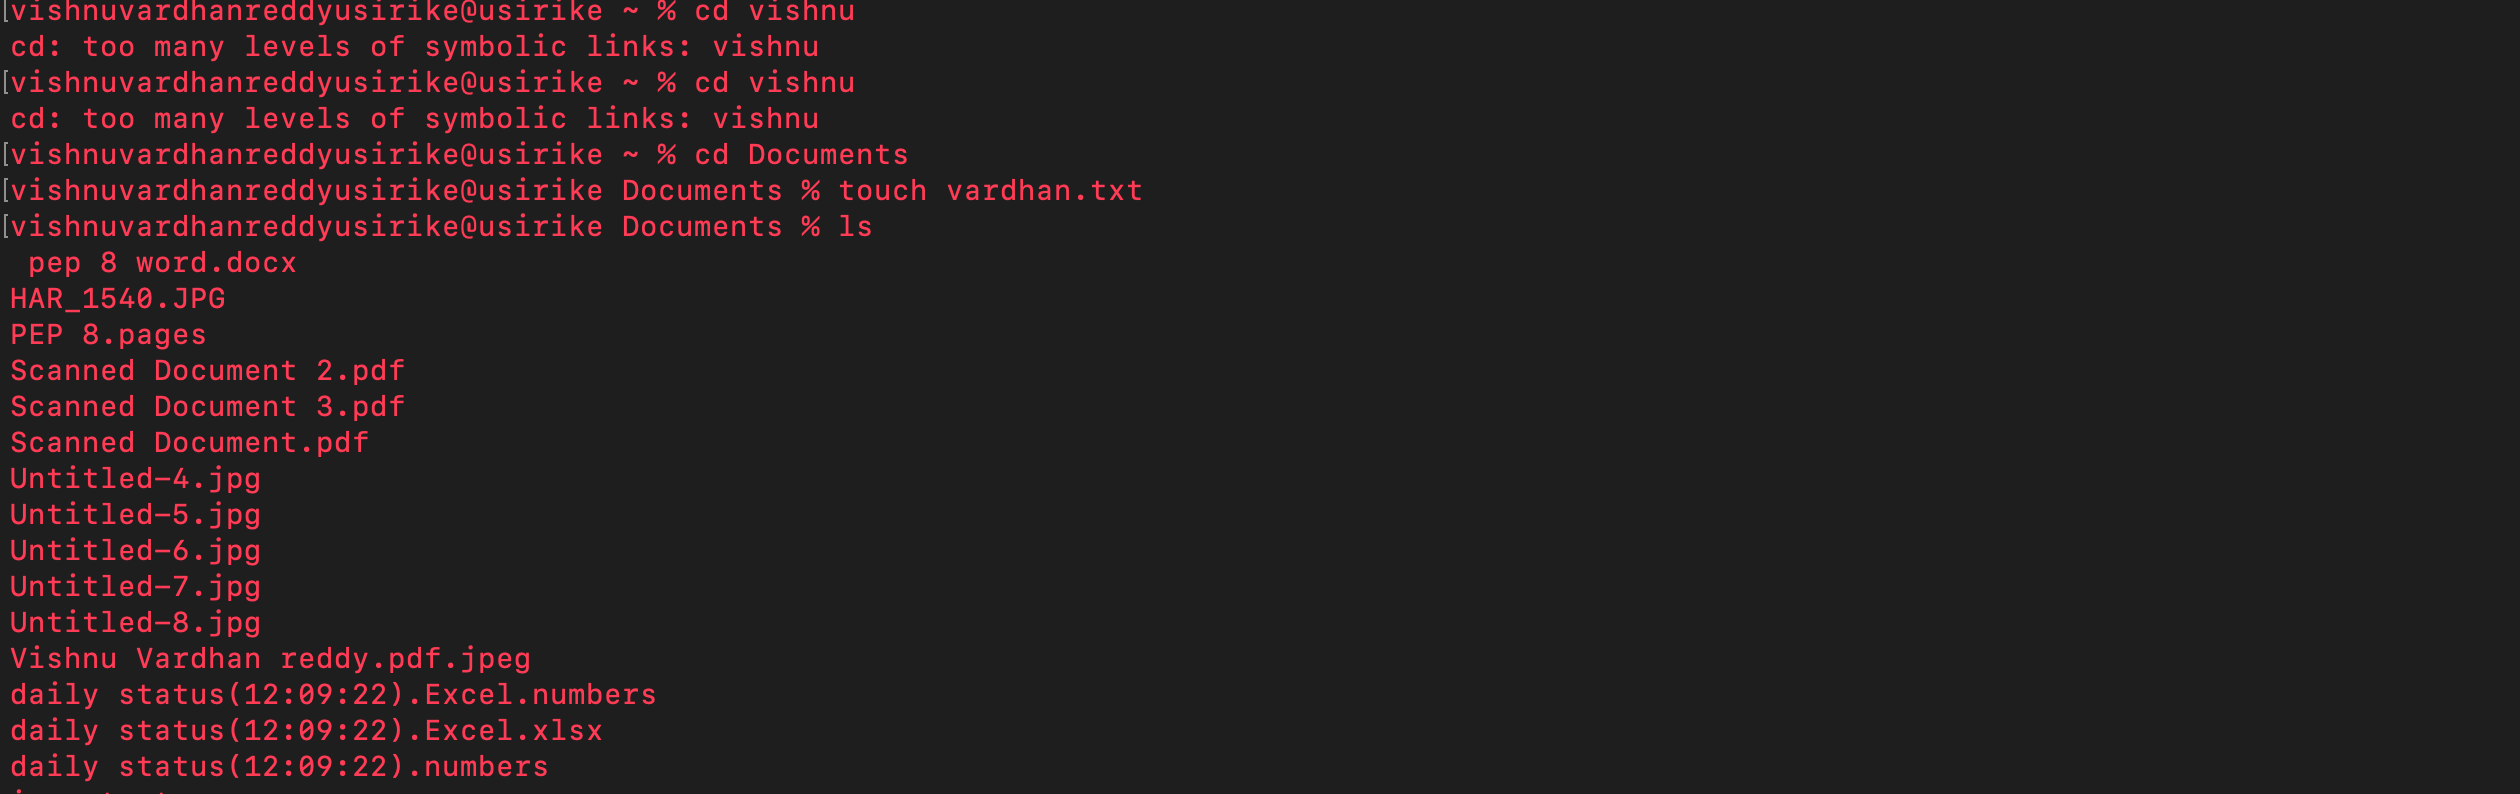 [vishnuvardhanreddyusirike@usirike ~ % cd vishnu
cd: too many levels of symbolic links: vishnu
[vishnuvardhanreddyusirike@usirike ~ % cd vishnu
cd: too many levels of symbolic links: vishnu
[vishnuvardhanreddyusirike@usirike ~ % cd Documents
[vishnuvardhanreddyusirike@usirike Documents % touch vardhan.txt
[vishnuvardhanreddyusirike@usirike Documents % ls
 pep 8 word.docx
HAR_1540.JPG
PEP 8.pages
Scanned Document 2.pdf
Scanned Document 3.pdf
Scanned Document.pdf
Untitled-4.jpg
Untitled-5.jpg
Untitled-6.jpg
Untitled-7.jpg
Untitled-8.jpg
Vishnu Vardhan reddy.pdf.jpeg
daily status(12:09:22).Excel.numbers
daily status(12:09:22).Excel.xlsx
daily status(12:09:22).numbers